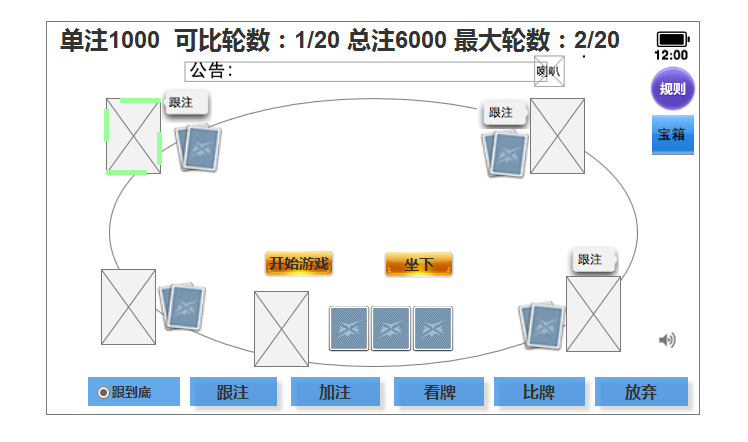 单注1000 可比轮数：1/20 总注6000 最大轮数：2/20
12:00
公告：
喇叭
规则
跟注
跟注
宝箱
跟注
开始游戏
坐下
跟到底
跟注
加注
看牌
比牌
放弃